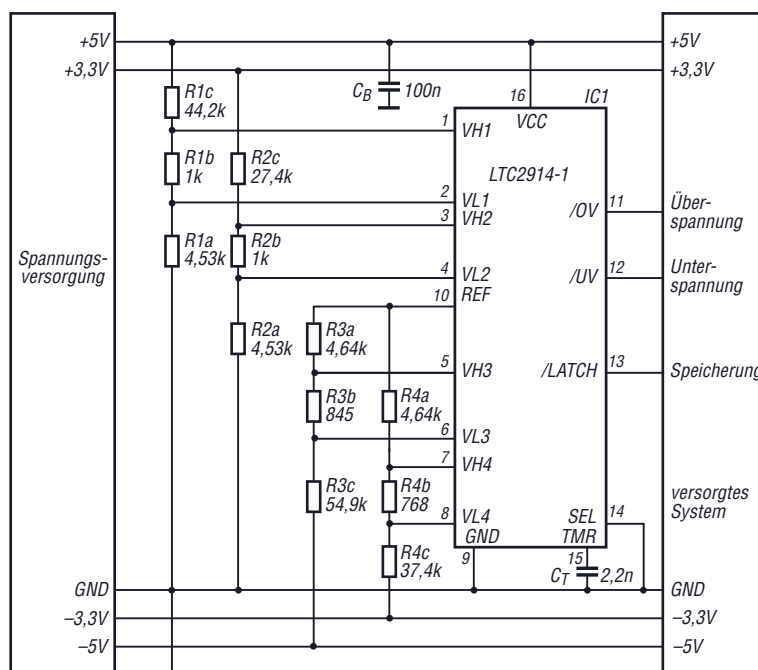 +5V
+3,3V
Spannungs-
versorgung
GND
–3,3V
–5V
R1c
44,2k
R1b
1k
R1a
4,53k
R2c
27,4k
R2b
1k
R2a
4,53k
R3a
4,64k
R3b
845
R3c
54,9k
R4a
4,64k
R4b
768
R4c
37,4k
CB 100n
IC1
LTC2914-1
16
VCC
1 VH1
2 VL1
3 VH2
4 VL2
10 REF
5 VH3
6 VL3
7 VH4
8 VL4
GND
9
/OV 11
/UV 12
/LATCH 13
SEL 14
TMR
15
CT 2,2n
+5V
+3,3V
Über-
spannung
Unter-
spannung
Speicherung
versorgtes
System
GND
–3,3V
–5V